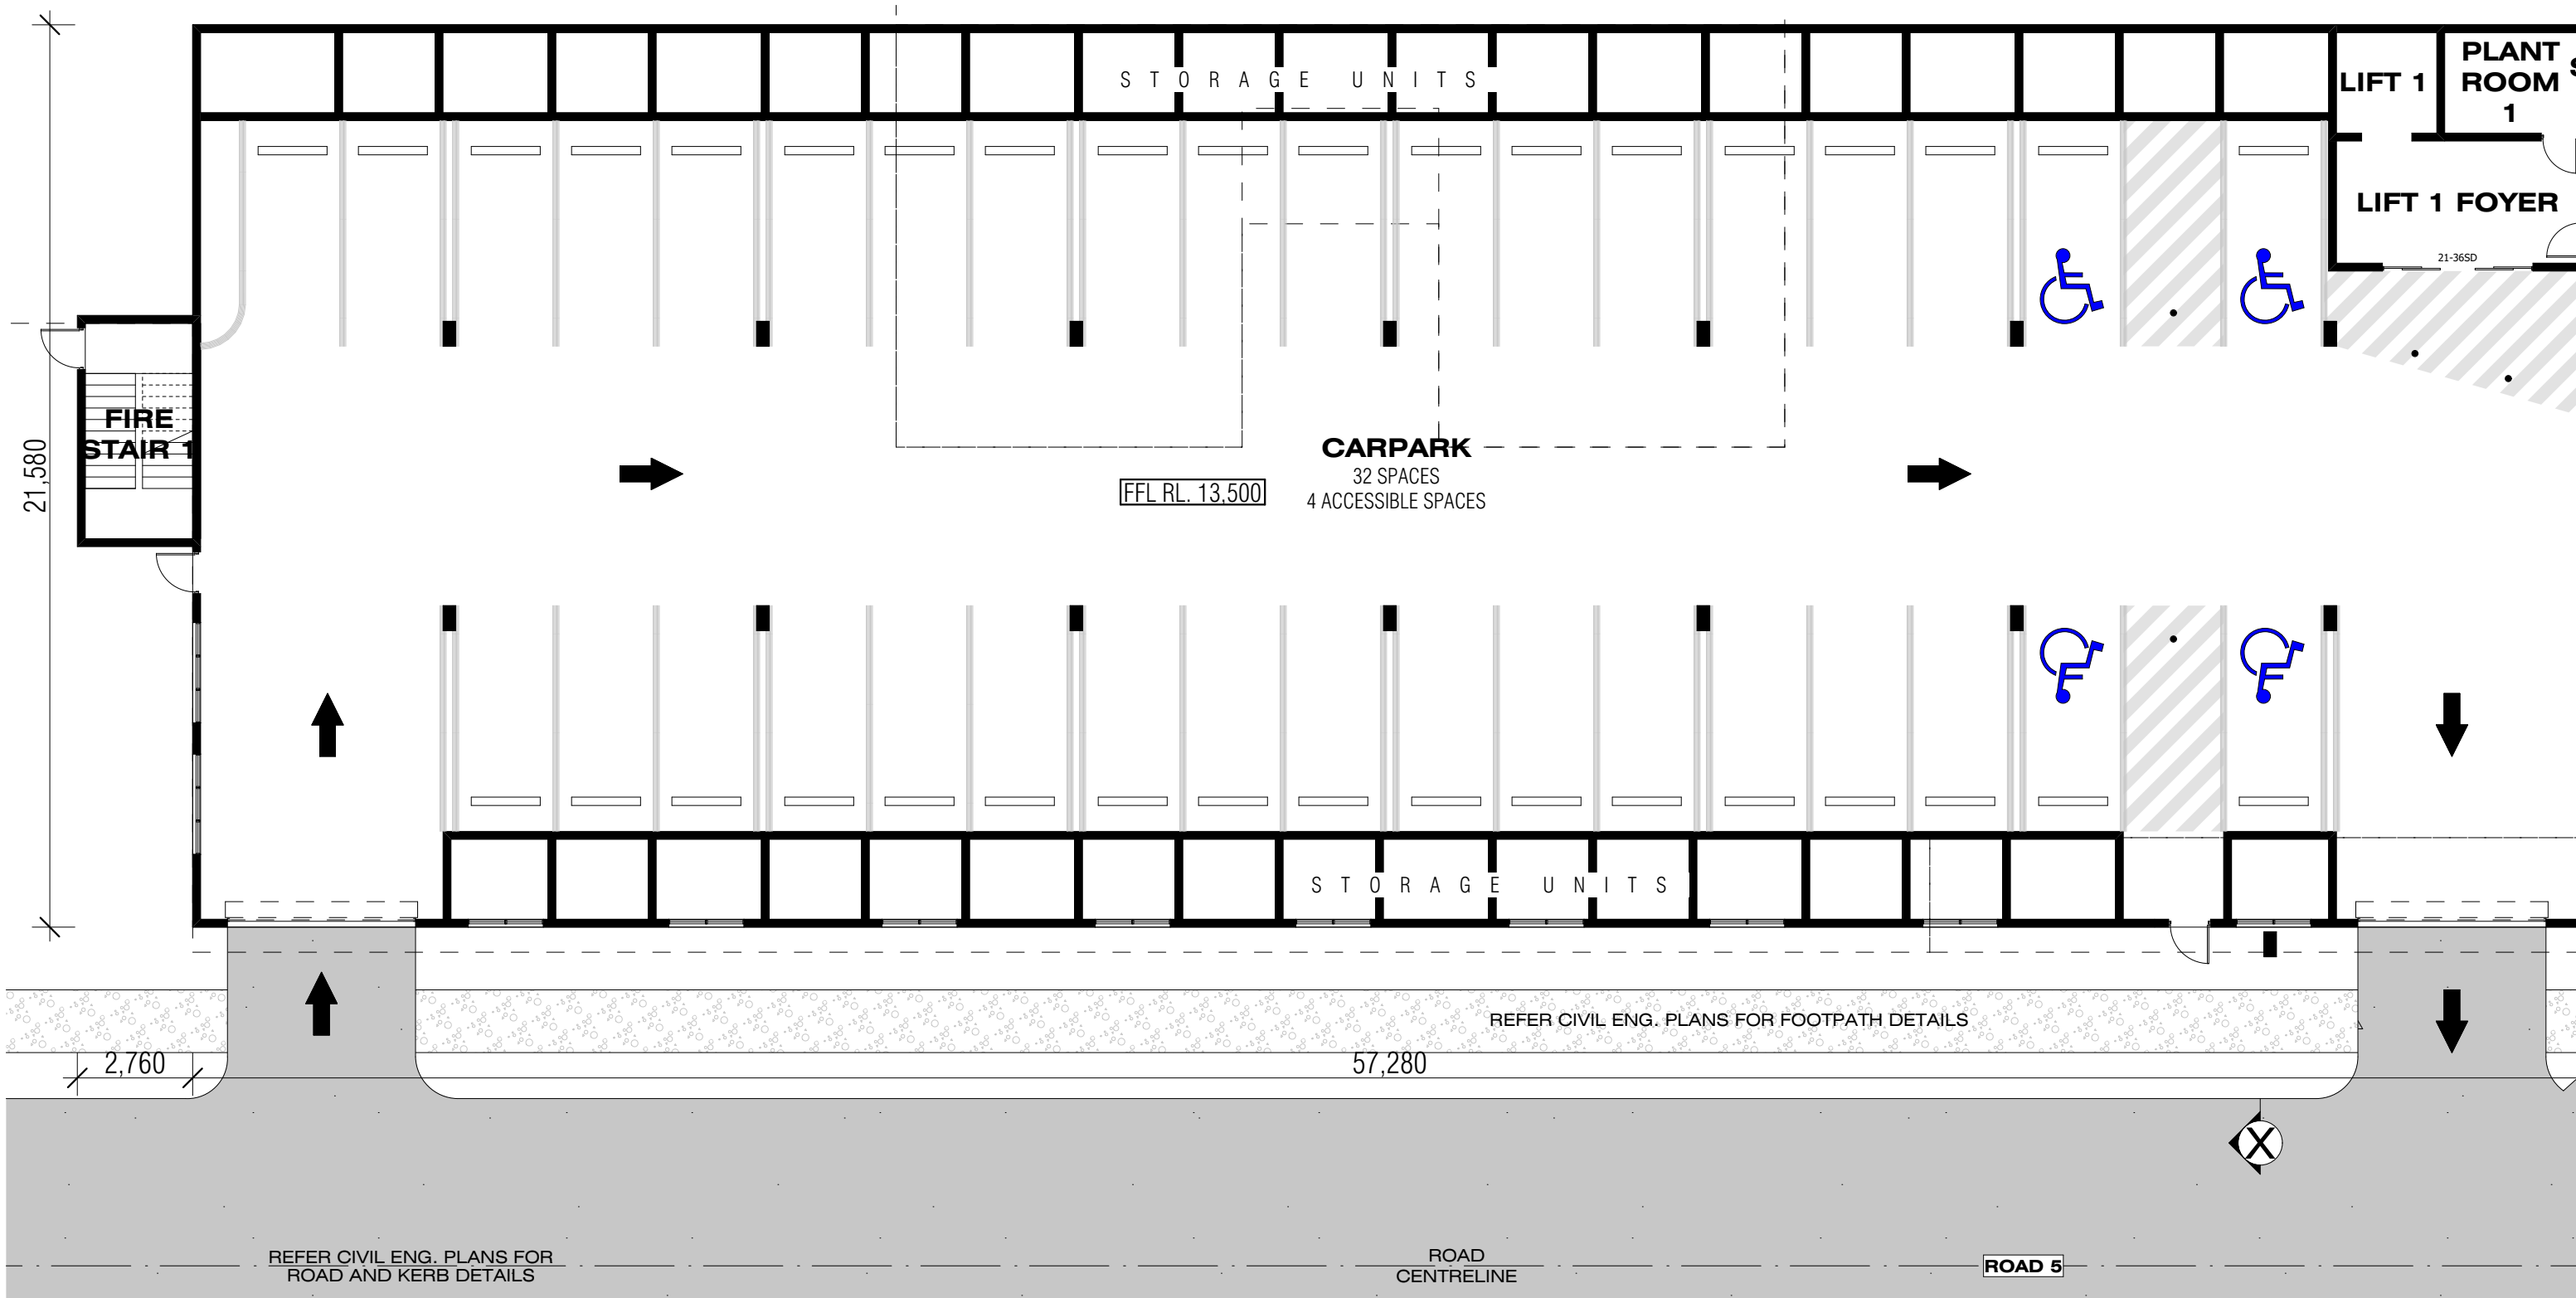 STORAGE UNITS
LIFT 1
PLANT
ROOM
1
S
LIFT 1 FOYER
21-36SD
FIRE
STAIR 1
21,580
CARPARK
32 SPACES
4 ACCESSIBLE SPACES
FFL RL. 13,500
STORAGE UNITS
REFER CIVIL ENG. PLANS FOR FOOTPATH DETAILS
2,760
57,280
X
REFER CIVIL ENG. PLANS FOR
ROAD AND KERB DETAILS
ROAD
CENTRELINE
ROAD 5